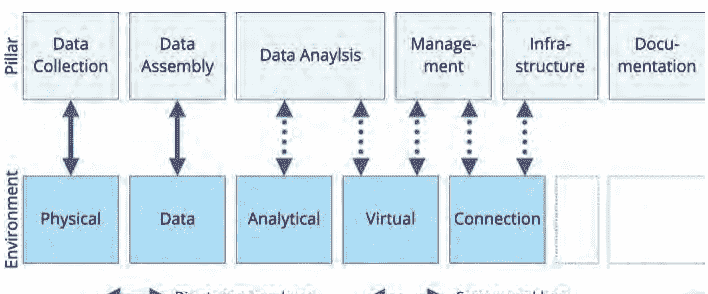 Pillar
Data
Collection
Data
Assembly
Data Anaylsis
Manage-
ment
Infra-
structure
Docu-
mentation
Environment
Physical
Data
Analytical
Virtual
Connection